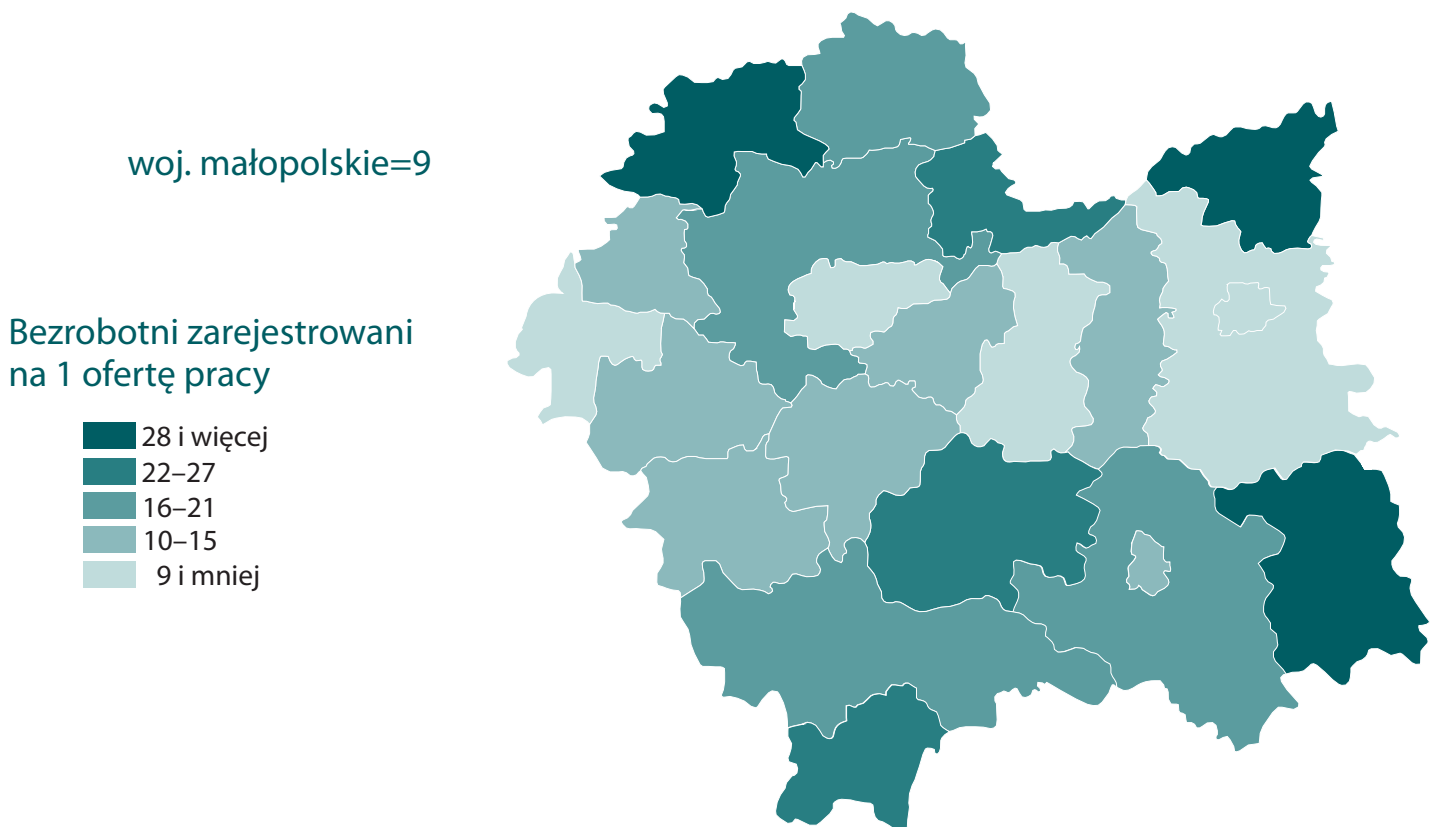 woj. małopolskie=9
Bezrobotni zarejestrowani
na 1 ofertę pracy
28 i więcej
22–27
16–21
10–15
9 i mniej